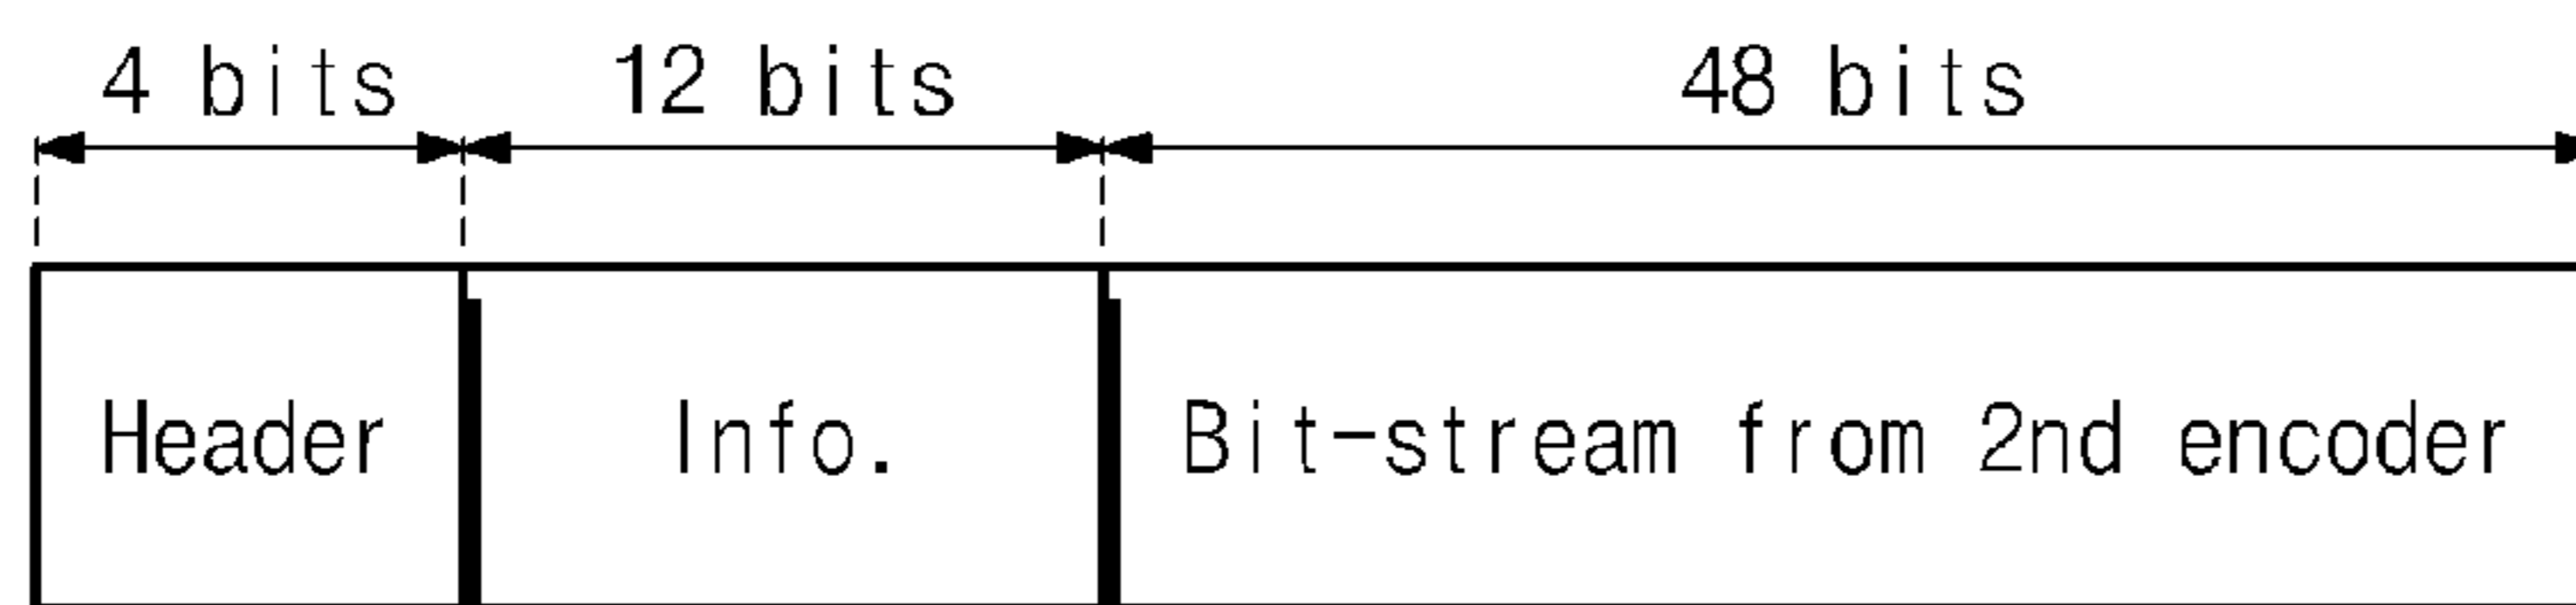 4 bits 12 bits 48 bits
Header Info. Bit-stream from 2nd encoder